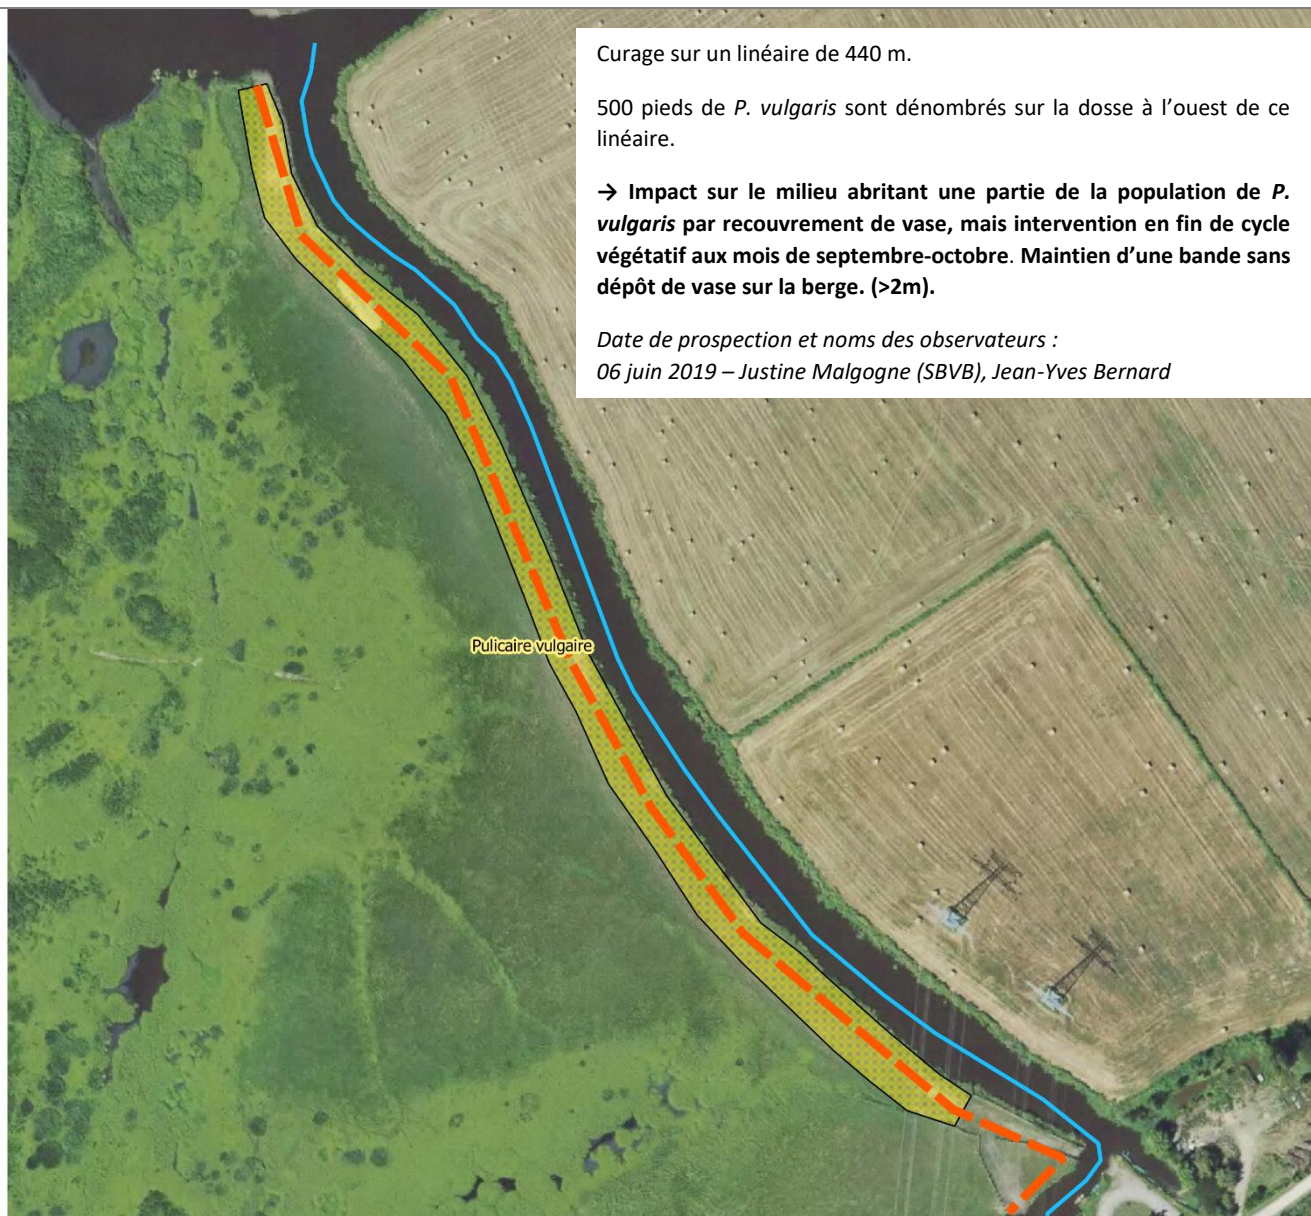 Curage sur un linéaire de 440 m.
500 pieds de P. vulgaris sont dénombrés sur la dosse à l'ouest de ce
linéaire.
→ Impact sur le milieu abritant une partie de la population de P.
vulgaris par recouvrement de vase, mais intervention en fin de cycle
végétatif aux mois de septembre-octobre. Maintien d'une bande sans
dépôt de vase sur la berge. (>2m).
Date de prospection et noms des observateurs :
06 juin 2019 – Justine Malgogne (SBVB), Jean-Yves Bernard
Pulicaire vulgaire